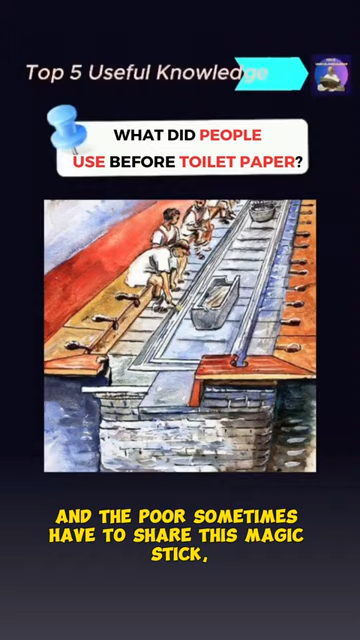 Top 5 Useful Knowledge
WHAT DID PEOPLE
USE BEFORE TOILET PAPER?
AND THE POOR SOMETIMES
HAVE TO SHARE THIS MAGIC
STICK,